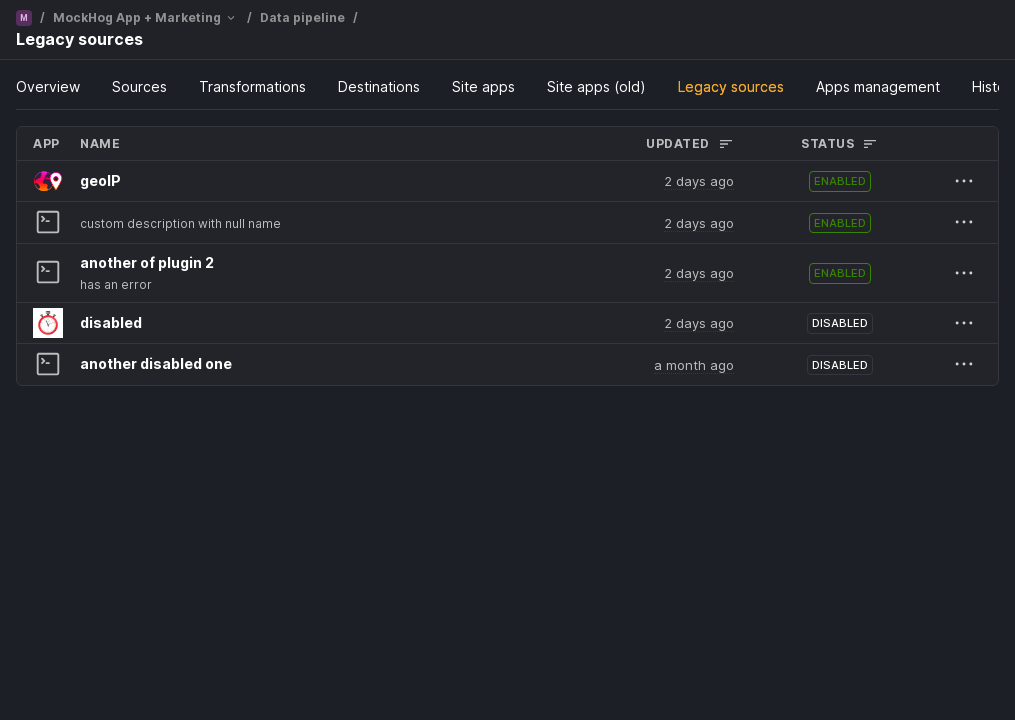 M / MockHog App + Marketing / Data pipeline /
Legacy sources
Overview Sources Transformations Destinations Site apps Site apps (old) Legacy sources Apps management
APP NAME UPDATED STATUS
geoIP 2 days ago ENABLED
custom description with null name 2 days ago ENABLED
another of plugin 2
has an error 2 days ago ENABLED
disabled 2 days ago DISABLED
another disabled one a month ago DISABLED